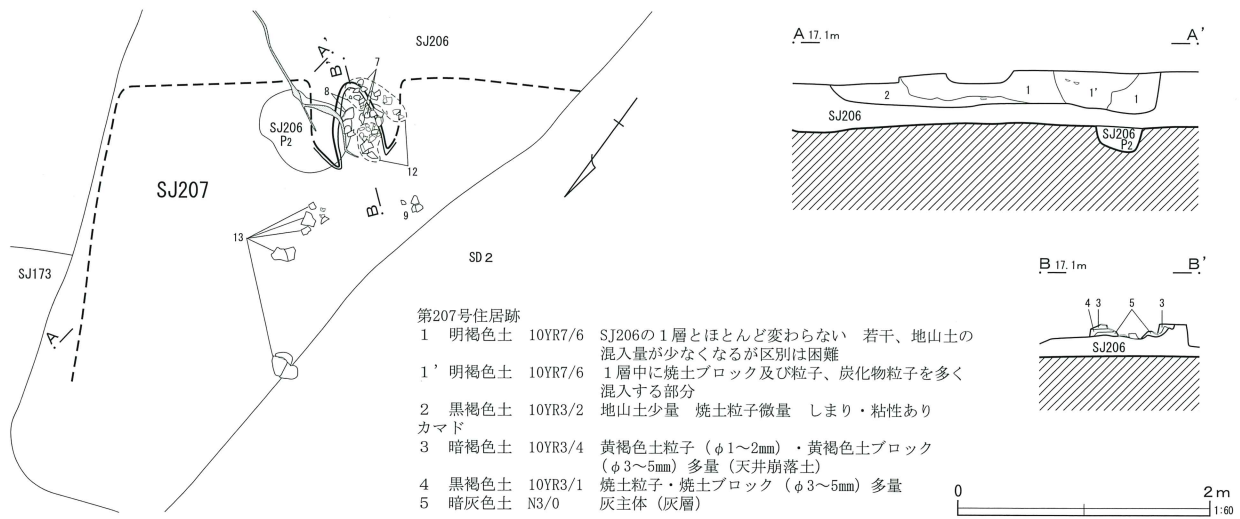 SJ206
A'
B'
7
8
SJ206
P2
12
SJ207
B
9
13
SJ173
SD2
A
A 17.1m A'
2 1 1' 1
SJ206
SJ206
P2
B 17.1m B'
4 3 5 3
SJ206
第207号住居跡
1 明褐色土 10YR7/6 SJ206の1層とほとんど変わらない 若干、地山土の
混入量が少なくなるが区別は困難
1' 明褐色土 10YR7/6 1層中に焼土ブロック及び粒子、炭化物粒子を多く
混入する部分
2 黒褐色土 10YR3/2 地山土少量 焼土粒子微量 しまり・粘性あり
カマド
3 暗褐色土 10YR3/4 黄褐色土粒子(φ1~2mm)・黄褐色土ブロック
(φ3~5mm)多量(天井崩落土)
4 黒褐色土 10YR3/1 焼土粒子・焼土ブロック(φ3~5mm)多量
5 暗灰色土 N3/0 灰主体(灰層)
0 2m
1:60